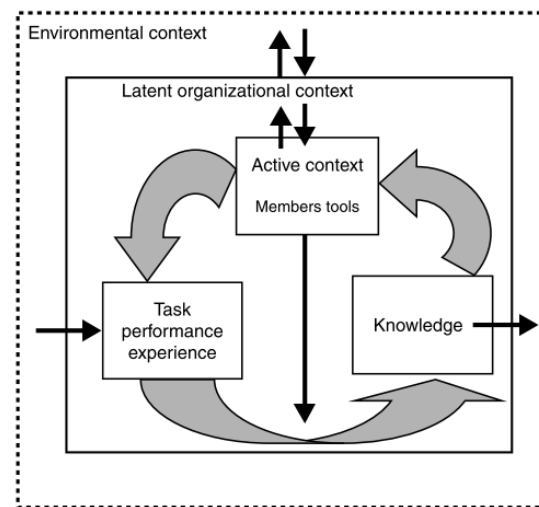 Environmental context
Latent organizational context
Active context
Members tools
Task
performance
experience
Knowledge